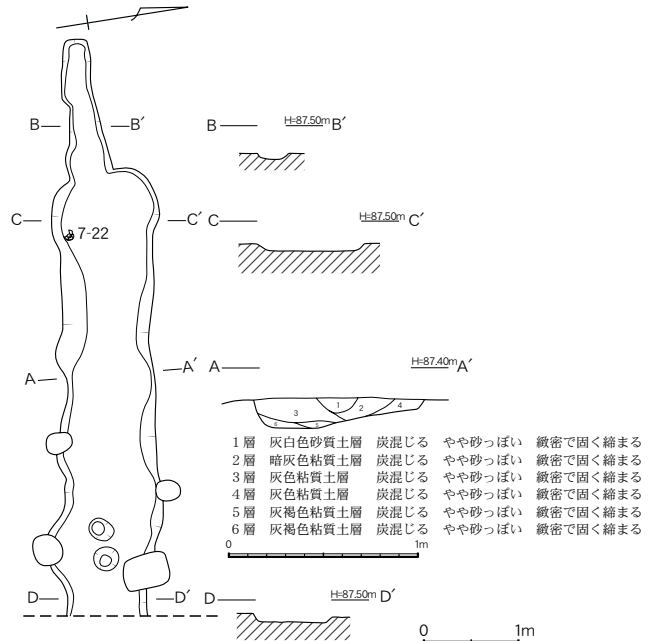 B B′ B H=87.50m B′
C C′ C H=87.50m C′
7-22
A A′ A H=87.40m A′
1 2 3 4 5 6
1層 灰白色砂質土層 炭混じる やや砂っぽい 緻密で固く締まる
2層 暗灰色粘質土層 炭混じる やや砂っぽい 緻密で固く締まる
3層 灰色粘質土層 炭混じる やや砂っぽい 緻密で固く締まる
4層 灰色粘質土層 炭混じる やや砂っぽい 緻密で固く締まる
5層 灰褐色粘質土層 炭混じる やや砂っぽい 緻密で固く締まる
6層 灰褐色粘質土層 炭混じる やや砂っぽい 緻密で固く締まる
0 1m
D D′ D H=87.50m D′
0 1m